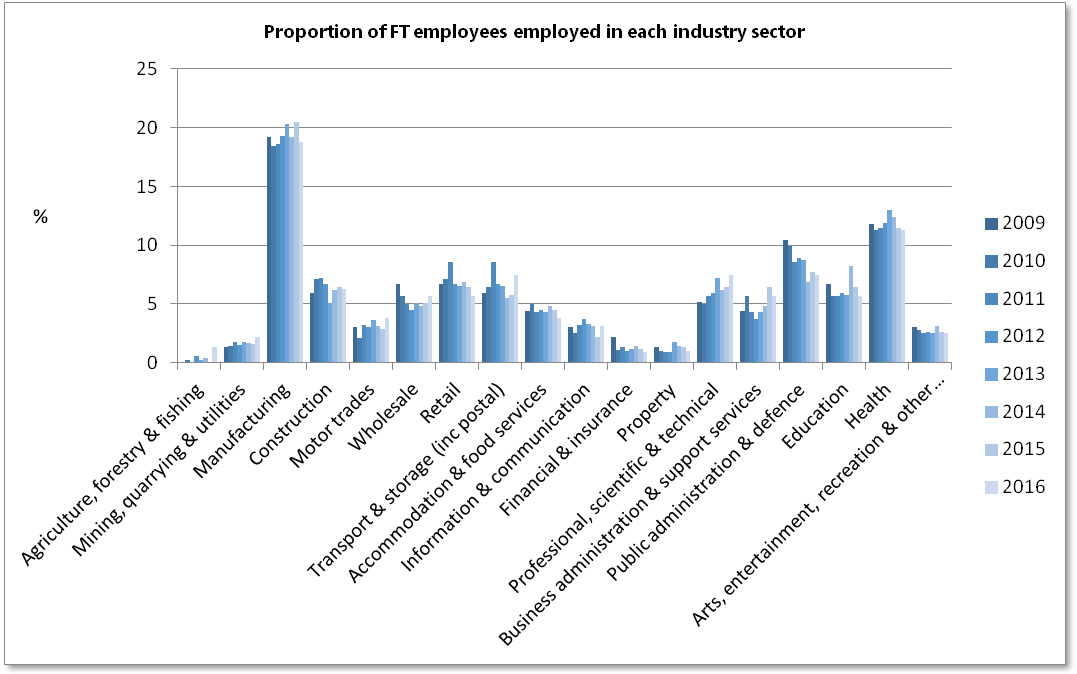 Proportion of FT employees employed in each industry sector
25
20
15
10
5
0
%
Agriculture, forestry & fishing
Mining, quarrying & utilities
Manufacturing
Construction
Motor trades
Wholesale
Retail
Transport & storage (inc postal)
Accommodation & food services
Information & communication
Financial & insurance
Property
Professional, scientific & technical
Business administration & support services
Public administration & defence
Education
Health
Arts, entertainment, recreation & other...
2009
2010
2011
2012
2013
2014
2015
2016